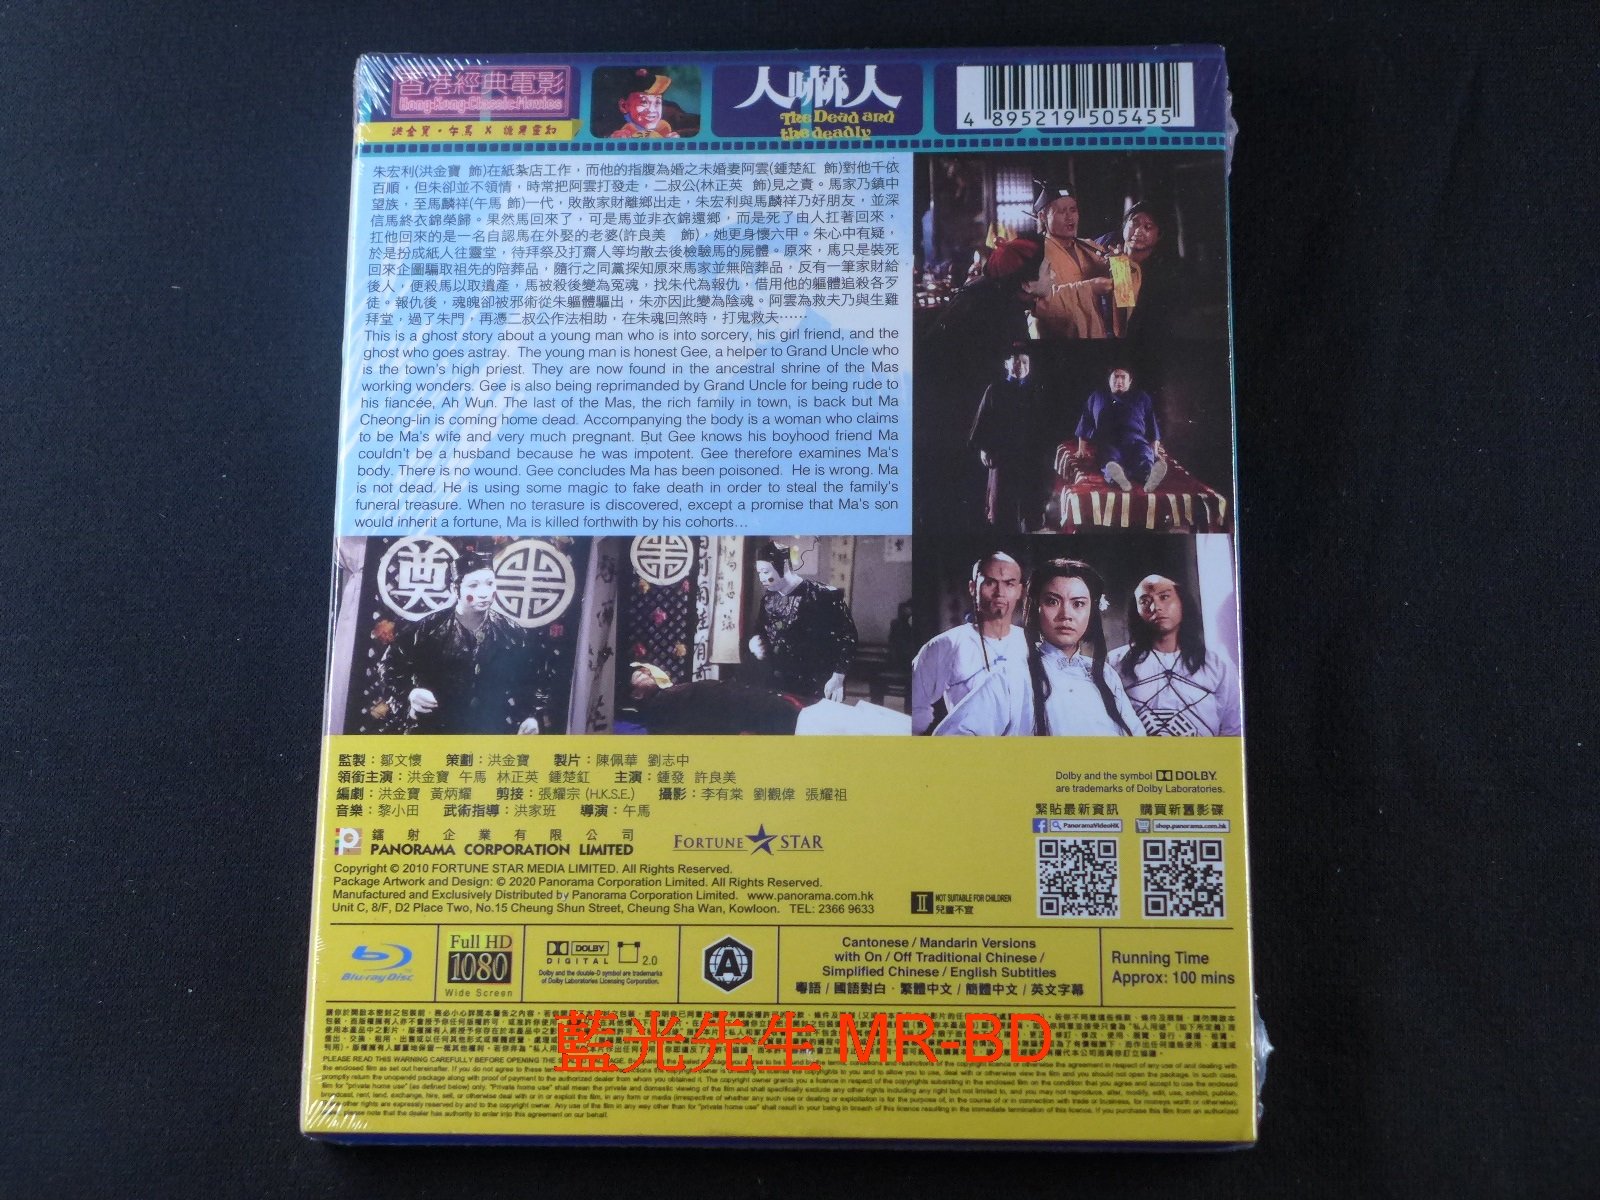 香港經典電影
Hong Kong Classic Movies
人嚇人
The Dead and
the deadly
4 895219 505455
朱宏利(洪金寶 飾)在紙紮店工作，而他的指腹為婚之未婚妻阿雲(鍾楚紅 飾)對他千依
百順，但朱卻並不領情，時常把阿雲打發走，二叔公(林正英 飾)見之責。馬家乃鎮中
望族，至馬麟祥(午馬 飾)一代，敗散家財離鄉出走，朱宏利與馬麟祥乃好朋友，並深
信馬終衣錦榮歸。果然馬回來了，可是馬並非衣錦還鄉，而是死了由人扛著回來，
扛他回來的是一名自認馬在外娶的老婆(許良美 飾)，她更身懷六甲。朱心中有疑，
於是扮成紙人往靈堂，待拜祭及打齋人等均散去後檢驗馬的屍體。原來，馬只是裝死
回來企圖騙取祖先的陪葬品，隨行之同黨探知原來馬家並無陪葬品，反有一筆家財給
後人，便殺馬以取遺產，馬被殺後變為冤魂，找朱代為報仇，借用他的軀體追殺各歹
徒。報仇後，魂魄卻被邪術從朱軀體驅出，朱亦因此變為陰魂。阿雲為救夫乃與生雞
拜堂，過了朱門，再憑二叔公作法相助，在朱魂回煞時，打鬼救夫……
This is a ghost story about a young man who is into sorcery, his girl friend, and the
ghost who goes astray. The young man is honest Gee, a helper to Grand Uncle who
is the town's high priest. They are now found in the ancestral shrine of the Mas
working wonders. Gee is also being reprimanded by Grand Uncle for being rude to
his fiancée, Ah Wun. The last of the Mas, the rich family in town, is back but Ma
Cheong-lin is coming home dead. Accompanying the body is a woman who claims
to be Ma's wife and very much pregnant. But Gee knows his boyhood friend Ma
couldn't be a husband because he was impotent. Gee therefore examines Ma's
body. There is no wound. Gee concludes Ma has been poisoned. He is wrong. Ma
is not dead. He is using some magic to fake death in order to steal the family's
funeral treasure. When no terasure is discovered, except a promise that Ma's son
would inherit a fortune, Ma is killed forthwith by his cohorts...
奠
監製：鄒文懷 策劃：洪金寶 製片：陳佩華 劉志中
領銜主演：洪金寶 午馬 林正英 鍾楚紅 主演：鍾發 許良美
編劇：洪金寶 黃炳耀 剪接：張耀宗 (H.K.S.E.) 攝影：李有棠 劉觀偉 張耀祖
音樂：黎小田 武術指導：洪家班 導演：午馬
Dolby and the symbol DOLBY.
are trademarks of Dolby Laboratories.
緊貼最新資訊 購買新舊影碟
PanoramaVideoHK shop.panorama.com.hk
鐳射企業有限公司
PANORAMA CORPORATION LIMITED
FORTUNE STAR
Copyright © 2010 FORTUNE STAR MEDIA LIMITED. All Rights Reserved.
Package Artwork and Design: © 2020 Panorama Corporation Limited. All Rights Reserved.
Manufactured and Exclusively Distributed by Panorama Corporation Limited. www.panorama.com.hk
Unit C, 8/F, D2 Place Two, No.15 Cheung Shun Street, Cheung Sha Wan, Kowloon. TEL: 2366 9633
II NOT SUITABLE FOR CHILDREN
兒童不宜
Blu-ray Disc
Full HD
1080
Wide Screen
DOLBY
DIGITAL 2.0
Dolby and the double-D symbol are trademarks
of Dolby Laboratories Licensing Corporation.
A
Cantonese / Mandarin Versions
with On / Off Traditional Chinese /
Simplified Chinese / English Subtitles
粵語 / 國語對白．繁體中文 / 簡體中文 / 英文字幕
Running Time
Approx: 100 mins
藍光先生 MR-BD
PLEASE READ THIS WARNING CAREFULLY BEFORE OPENING THE